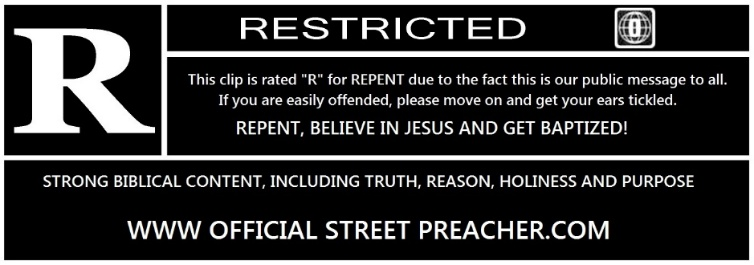 R
RESTRICTED
This clip is rated "R" for REPENT due to the fact this is our public message to all.
If you are easily offended, please move on and get your ears tickled.
REPENT, BELIEVE IN JESUS AND GET BAPTIZED!
STRONG BIBLICAL CONTENT, INCLUDING TRUTH, REASON, HOLINESS AND PURPOSE
WWW OFFICIAL STREET PREACHER.COM